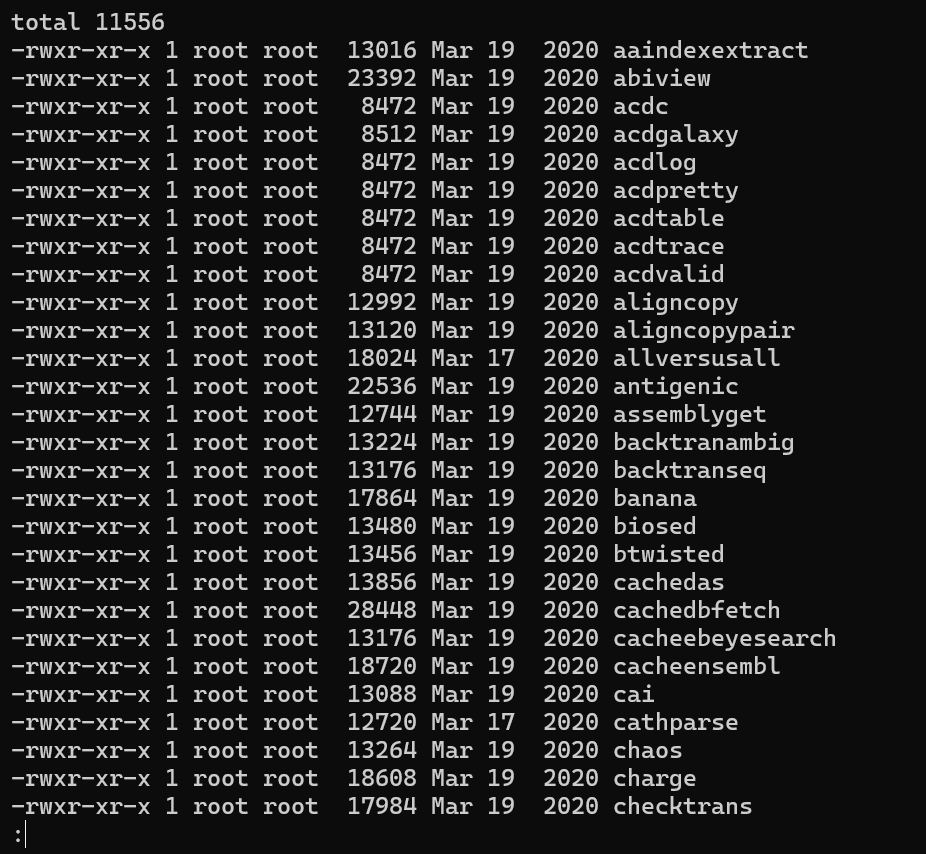 total 11556
-rwxr-xr-x 1 root root  13016 Mar 19  2020 aaindexextract
-rwxr-xr-x 1 root root  23392 Mar 19  2020 abiview
-rwxr-xr-x 1 root root   8472 Mar 19  2020 acdc
-rwxr-xr-x 1 root root   8512 Mar 19  2020 acdgalaxy
-rwxr-xr-x 1 root root   8472 Mar 19  2020 acdlog
-rwxr-xr-x 1 root root   8472 Mar 19  2020 acdpretty
-rwxr-xr-x 1 root root   8472 Mar 19  2020 acdtable
-rwxr-xr-x 1 root root   8472 Mar 19  2020 acdtrace
-rwxr-xr-x 1 root root   8472 Mar 19  2020 acdvalid
-rwxr-xr-x 1 root root  12992 Mar 19  2020 aligncopy
-rwxr-xr-x 1 root root  13120 Mar 19  2020 aligncopypair
-rwxr-xr-x 1 root root  18024 Mar 17  2020 allversusall
-rwxr-xr-x 1 root root  22536 Mar 19  2020 antigenic
-rwxr-xr-x 1 root root  12744 Mar 19  2020 assemblyget
-rwxr-xr-x 1 root root  13224 Mar 19  2020 backtranambig
-rwxr-xr-x 1 root root  13176 Mar 19  2020 backtranseq
-rwxr-xr-x 1 root root  17864 Mar 19  2020 banana
-rwxr-xr-x 1 root root  13480 Mar 19  2020 biosed
-rwxr-xr-x 1 root root  13456 Mar 19  2020 btwisted
-rwxr-xr-x 1 root root  13856 Mar 19  2020 cachedas
-rwxr-xr-x 1 root root  28448 Mar 19  2020 cachedbfetch
-rwxr-xr-x 1 root root  13176 Mar 19  2020 cacheebeyesearch
-rwxr-xr-x 1 root root  18720 Mar 19  2020 cacheensembl
-rwxr-xr-x 1 root root  13088 Mar 19  2020 cai
-rwxr-xr-x 1 root root  12720 Mar 17  2020 cathparse
-rwxr-xr-x 1 root root  13264 Mar 19  2020 chaos
-rwxr-xr-x 1 root root  18608 Mar 19  2020 charge
-rwxr-xr-x 1 root root  17984 Mar 19  2020 checktrans
: